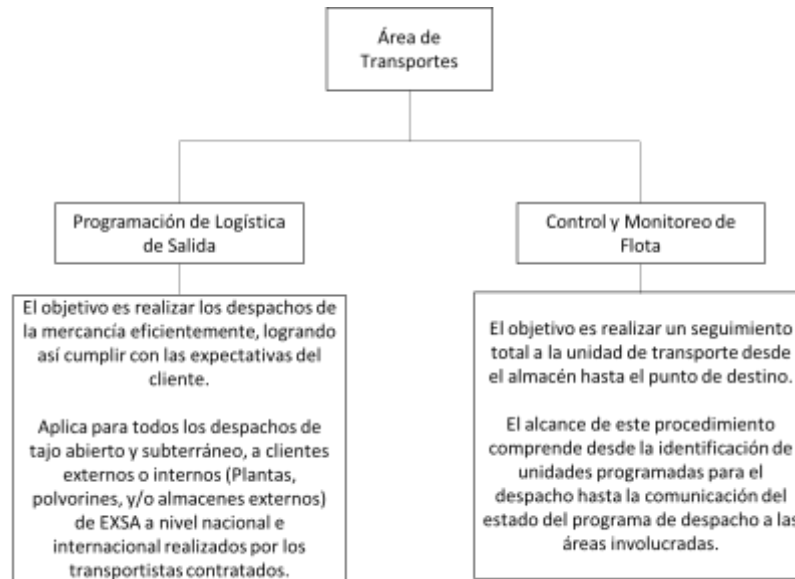 Área de
Transportes
Programación de Logística
de Salida
El objetivo es realizar los despachos de
la mercancía eficientemente, logrando
así cumplir con las expectativas del
cliente.
Aplica para todos los despachos de
tajo abierto y subterráneo, a clientes
externos o internos (Plantas,
polvorines, y/o almacenes externos)
de EXSA a nivel nacional e
internacional realizados por los
transportistas contratados.
Control y Monitoreo de
Flota
El objetivo es realizar un seguimiento
total a la unidad de transporte desde
el almacén hasta el punto de destino.
El alcance de este procedimiento
comprende desde la identificación de
unidades programadas para el
despacho hasta la comunicación del
estado del programa de despacho a las
áreas involucradas.